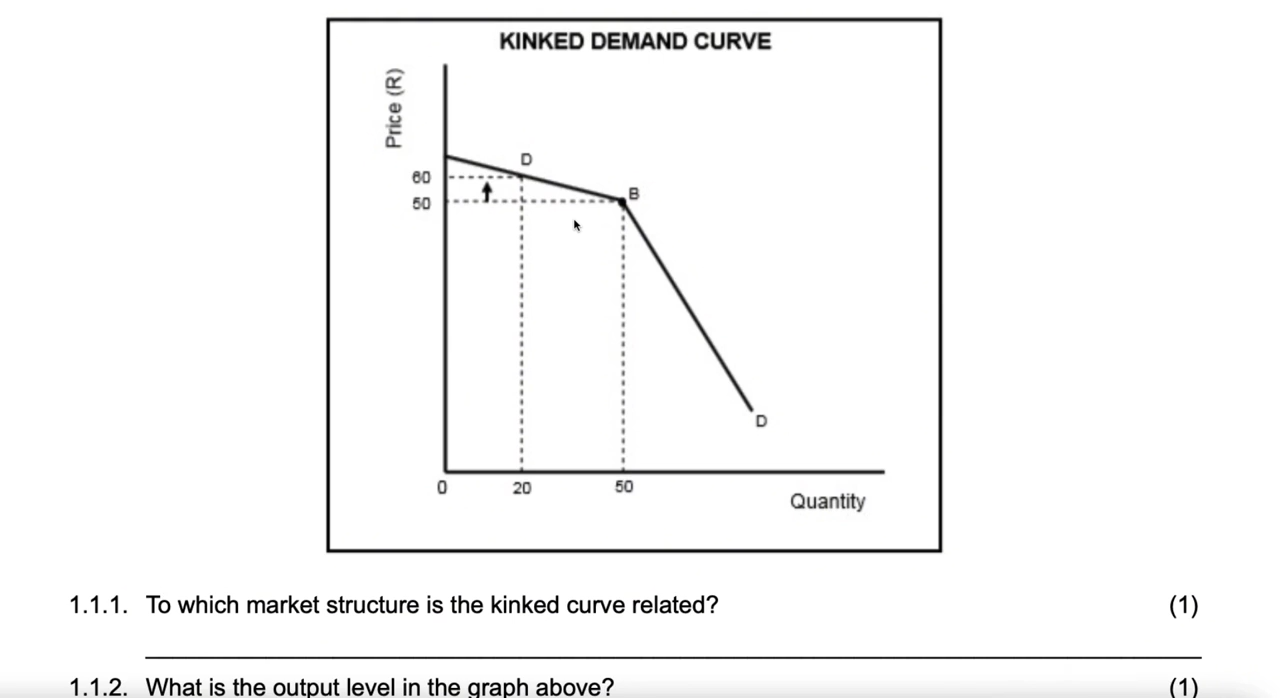 KINKED DEMAND CURVE
Price (R)
D
60
B
50
D
0
20
50
Quantity
1.1.1. To which market structure is the kinked curve related? (1)
1.1.2. What is the output level in the graph above? (1)